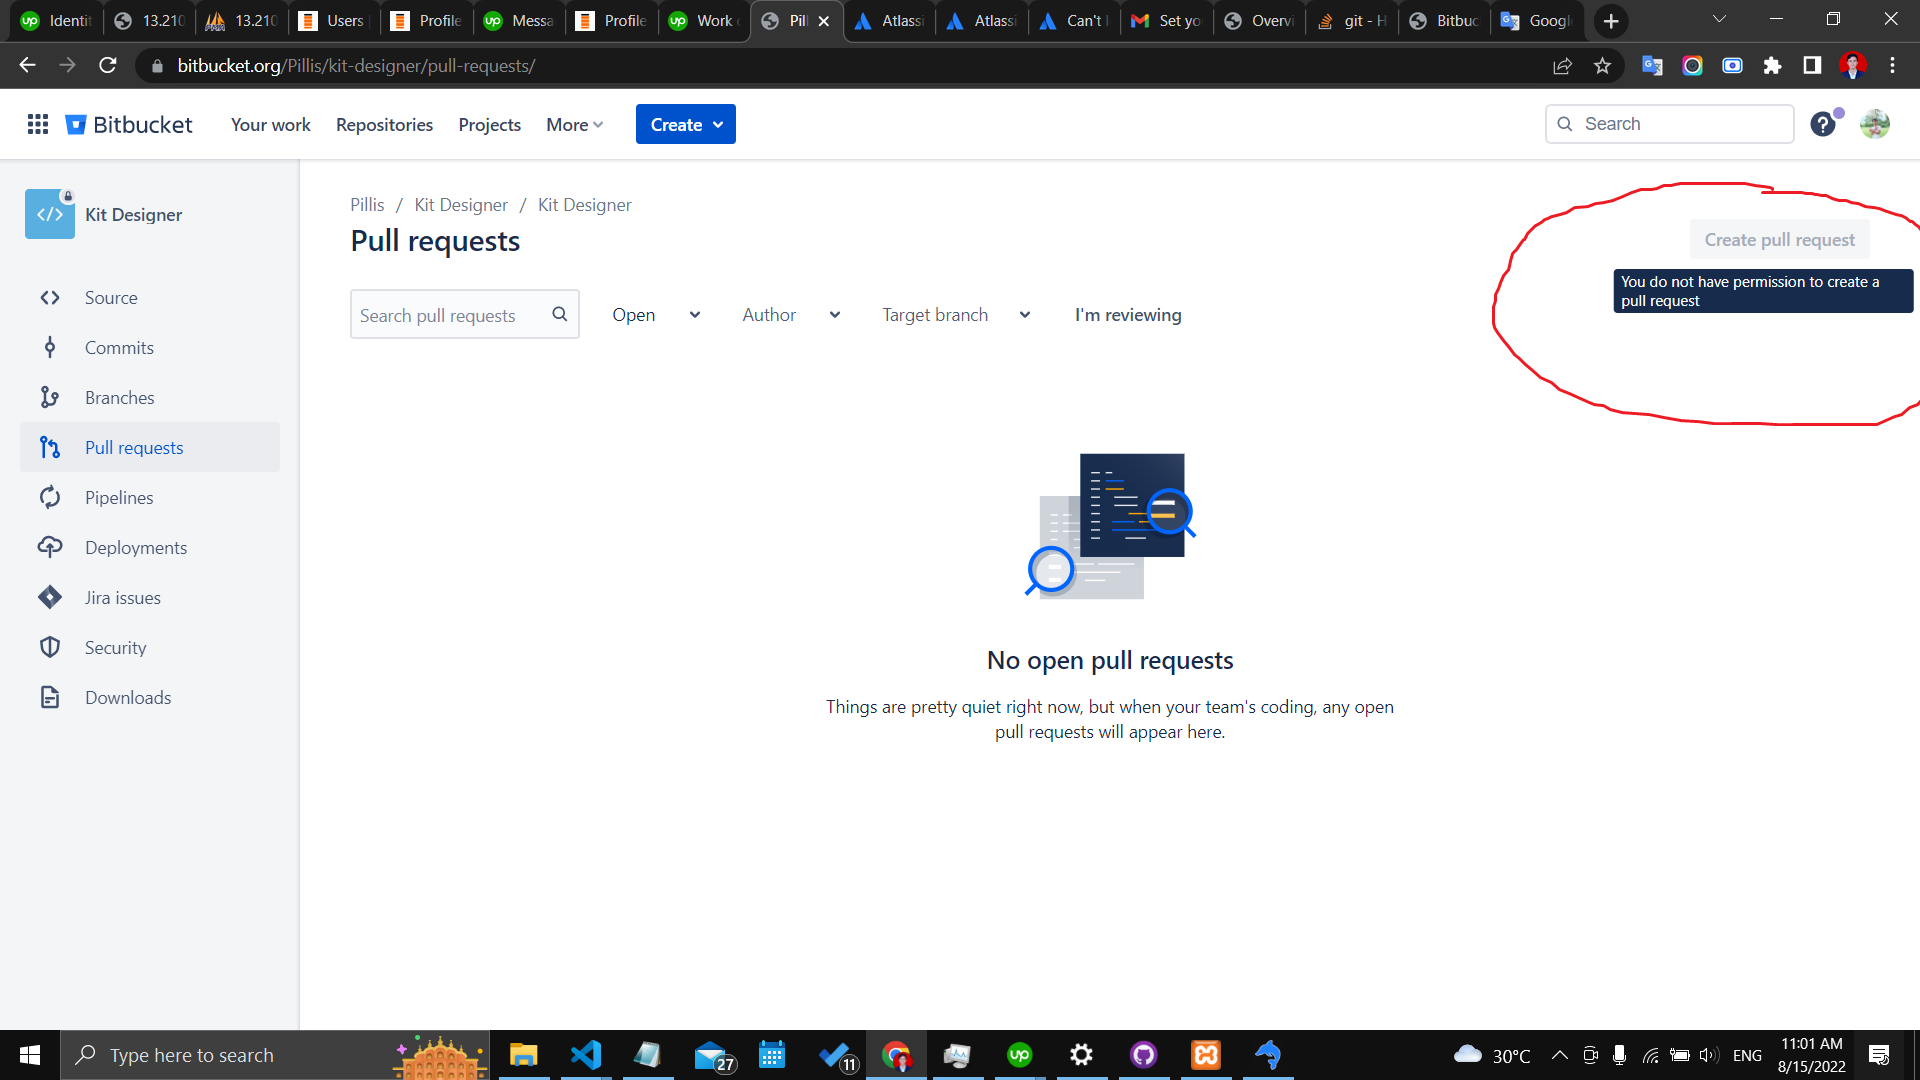 Identit
13.210
13.210
Users
Profile
Messa
Profile
Work
Pill
Atlassi
Atlassi
Can't
Set yo
Overvi
git - H
Bitbuc
Google
bitbucket.org/Pillis/kit-designer/pull-requests/
Bitbucket
Your work
Repositories
Projects
More
Create
Search
Kit Designer
Source
Commits
Branches
Pull requests
Pipelines
Deployments
Jira issues
Security
Downloads
Pillis / Kit Designer / Kit Designer
Pull requests
Create pull request
You do not have permission to create a
pull request
Search pull requests
Open
Author
Target branch
I'm reviewing
No open pull requests
Things are pretty quiet right now, but when your team's coding, any open
pull requests will appear here.
Type here to search
27
11
30°C
ENG
11:01 AM
8/15/2022